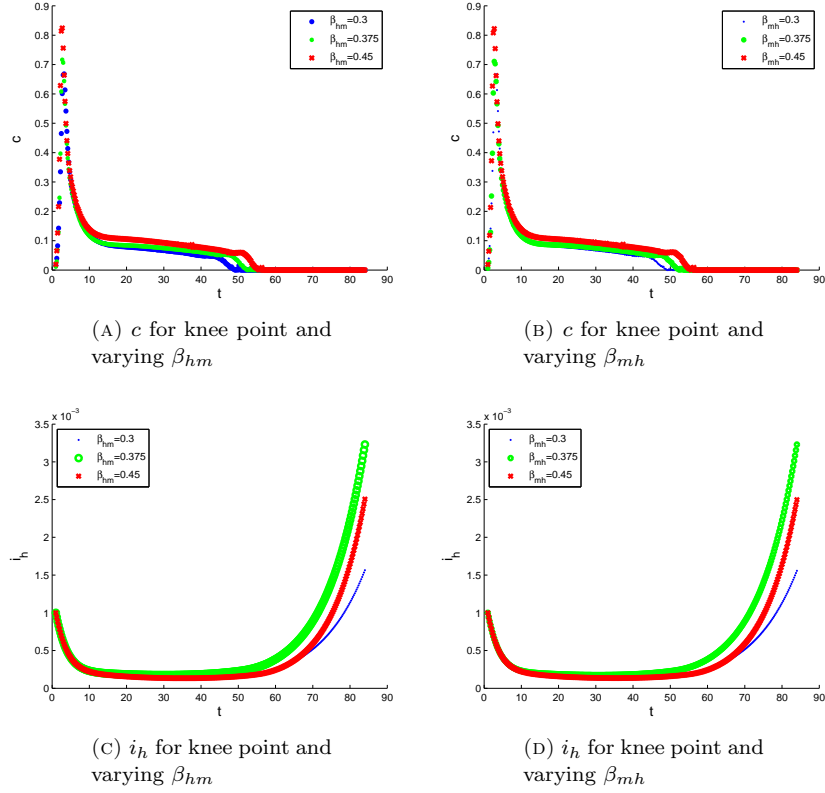 0.9
0.8
0.7
0.6
0.5
0.4
0.3
0.2
0.1
0
c
0 10 20 30 40 50 60 70 80 90
t
β_hm=0.3
β_hm=0.375
β_hm=0.45
(A) c for knee point and
varying β_hm
0.9
0.8
0.7
0.6
0.5
0.4
0.3
0.2
0.1
0
c
0 10 20 30 40 50 60 70 80 90
t
β_mh=0.3
β_mh=0.375
β_mh=0.45
(B) c for knee point and
varying β_mh
x 10^-3
3.5
3
2.5
2
1.5
1
0.5
0
i_h
0 10 20 30 40 50 60 70 80 90
t
β_hm=0.3
β_hm=0.375
β_hm=0.45
(C) i_h for knee point and
varying β_hm
x 10^-3
3.5
3
2.5
2
1.5
1
0.5
0
i_h
0 10 20 30 40 50 60 70 80 90
t
β_mh=0.3
β_mh=0.375
β_mh=0.45
(D) i_h for knee point and
varying β_mh